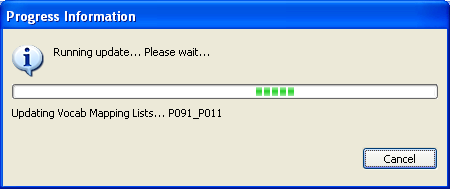 Progress Information
Running update... Please wait...
Updating Vocab Mapping Lists... P091_P011
Cancel